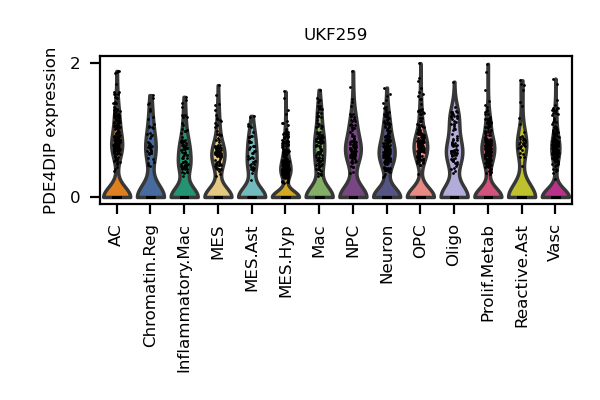 UKF259
PDE4DIP expression
2
0
AC
Chromatin.Reg
Inflammatory.Mac
MES
MES.Ast
MES.Hyp
Mac
NPC
Neuron
OPC
Oligo
Prolif.Metab
Reactive.Ast
Vasc